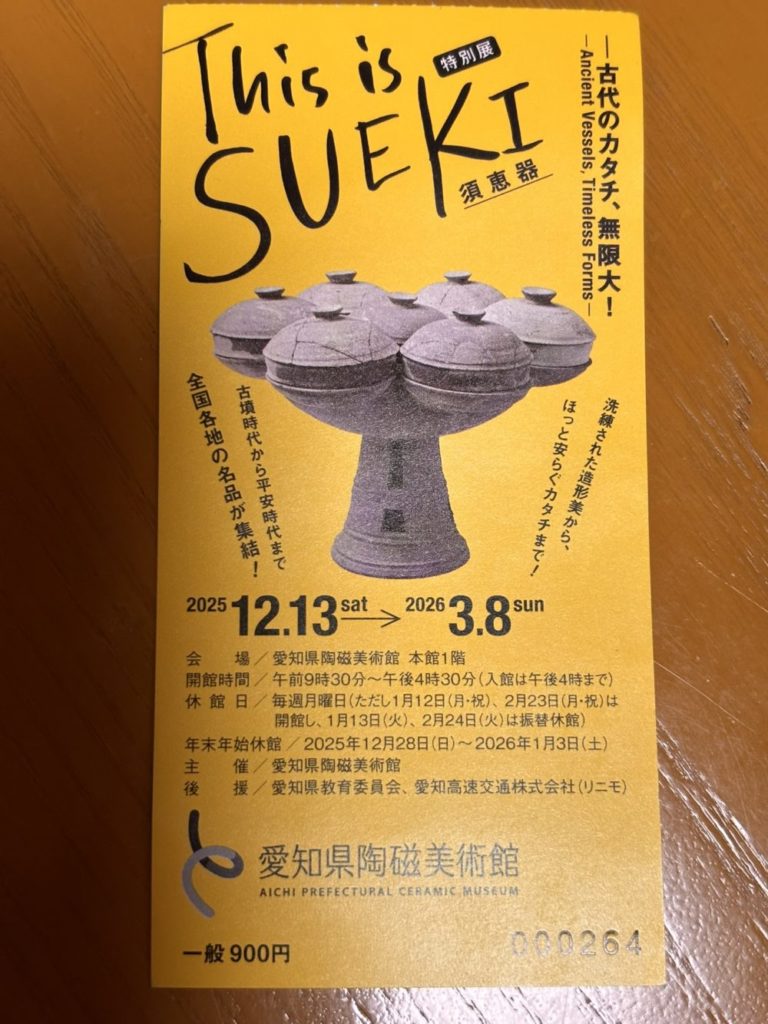 This is
SUEKI
特別展
須恵器
―古代のカタチ、無限大!
―Ancient Vessels, Timeless Forms―
洗練された造形美から、
ほっと安らぐカタチまで!
古墳時代から平安時代まで
全国各地の名品が集結!
2025 12.13 sat → 2026 3.8 sun
会 場/愛知県陶磁美術館 本館1階
開館時間/午前9時30分~午後4時30分(入館は午後4時まで)
休館日/毎週月曜日(ただし1月12日(月・祝)、2月23日(月・祝)は
開館し、1月13日(火)、2月24日(火)は振替休館)
年末年始休館/2025年12月28日(日)~2026年1月3日(土)
主 催/愛知県陶磁美術館
後 援/愛知県教育委員会、愛知高速交通株式会社(リニモ)
愛知県陶磁美術館
AICHI PREFECTURAL CERAMIC MUSEUM
一般 900円
000264